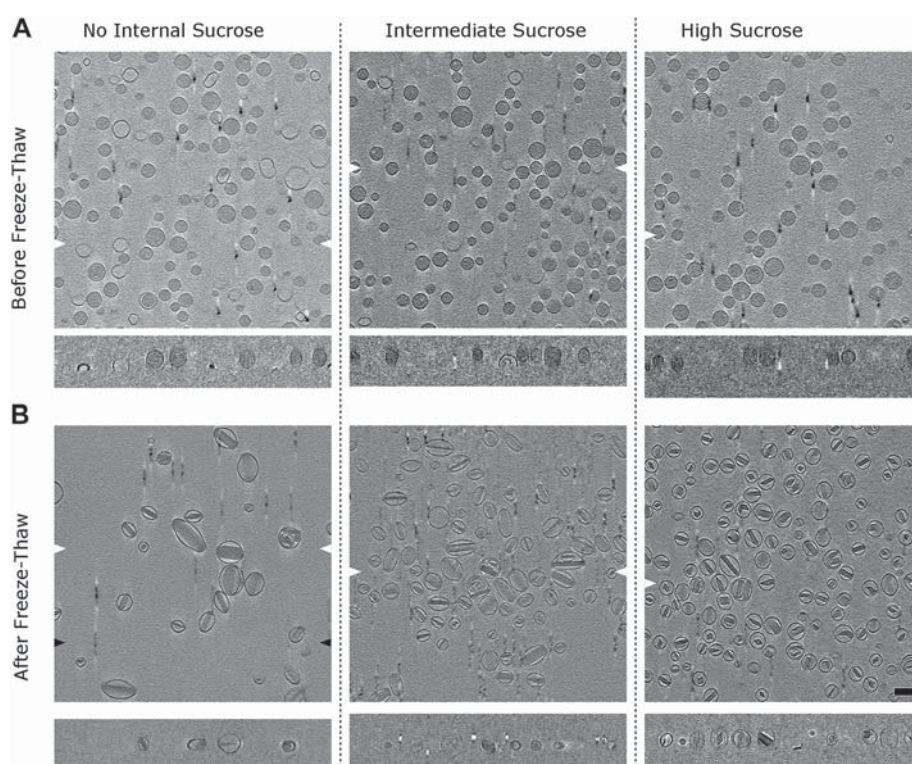 A
No Internal Sucrose
Intermediate Sucrose
High Sucrose
Before Freeze-Thaw
B
After Freeze-Thaw